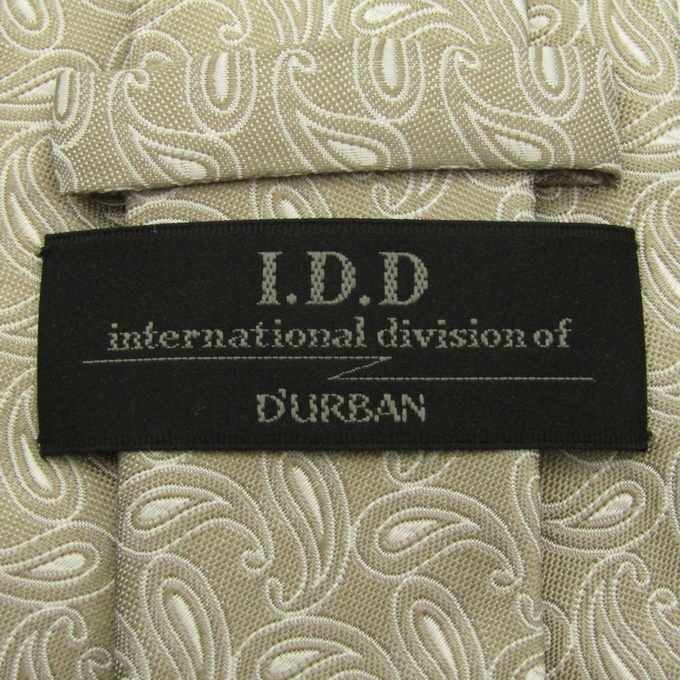 I.D.D
international division of
D'URBAN